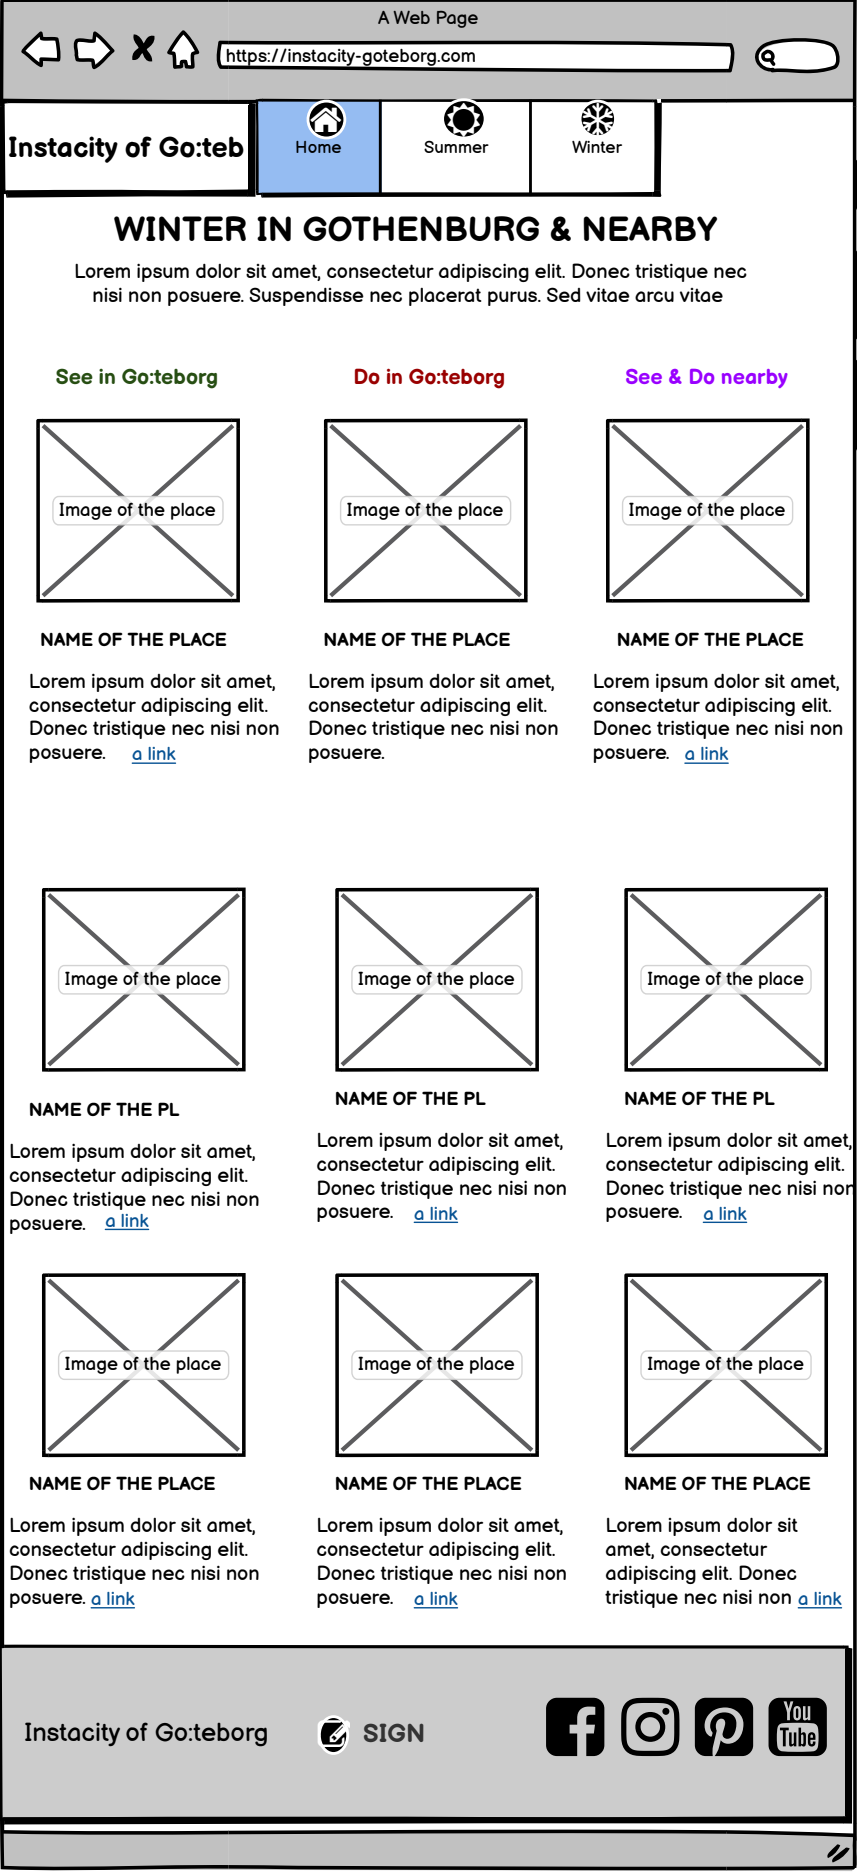 A Web Page
https://instacity-goteborg.com
Instacity of Go:teb
Home
Summer
Winter
WINTER IN GOTHENBURG & NEARBY
Lorem ipsum dolor sit amet, consectetur adipiscing elit. Donec tristique nec
nisi non posuere. Suspendisse nec placerat purus. Sed vitae arcu vitae
See in Go:teborg
Do in Go:teborg
See & Do nearby
Image of the place
Image of the place
Image of the place
NAME OF THE PLACE
NAME OF THE PLACE
NAME OF THE PLACE
Lorem ipsum dolor sit amet,
consectetur adipiscing elit.
Donec tristique nec nisi non
posuere. a link
Lorem ipsum dolor sit amet,
consectetur adipiscing elit.
Donec tristique nec nisi non
posuere.
Lorem ipsum dolor sit amet,
consectetur adipiscing elit.
Donec tristique nec nisi non
posuere. a link
Image of the place
Image of the place
Image of the place
NAME OF THE PL
NAME OF THE PL
NAME OF THE PL
Lorem ipsum dolor sit amet,
consectetur adipiscing elit.
Donec tristique nec nisi non
posuere. a link
Lorem ipsum dolor sit amet,
consectetur adipiscing elit.
Donec tristique nec nisi non
posuere. a link
Lorem ipsum dolor sit amet,
consectetur adipiscing elit.
Donec tristique nec nisi non
posuere. a link
Image of the place
Image of the place
Image of the place
NAME OF THE PLACE
NAME OF THE PLACE
NAME OF THE PLACE
Lorem ipsum dolor sit amet,
consectetur adipiscing elit.
Donec tristique nec nisi non
posuere. a link
Lorem ipsum dolor sit amet,
consectetur adipiscing elit.
Donec tristique nec nisi non
posuere. a link
Lorem ipsum dolor sit
amet, consectetur
adipiscing elit. Donec
tristique nec nisi non a link
Instacity of Go:teborg
SIGN
You
Tube